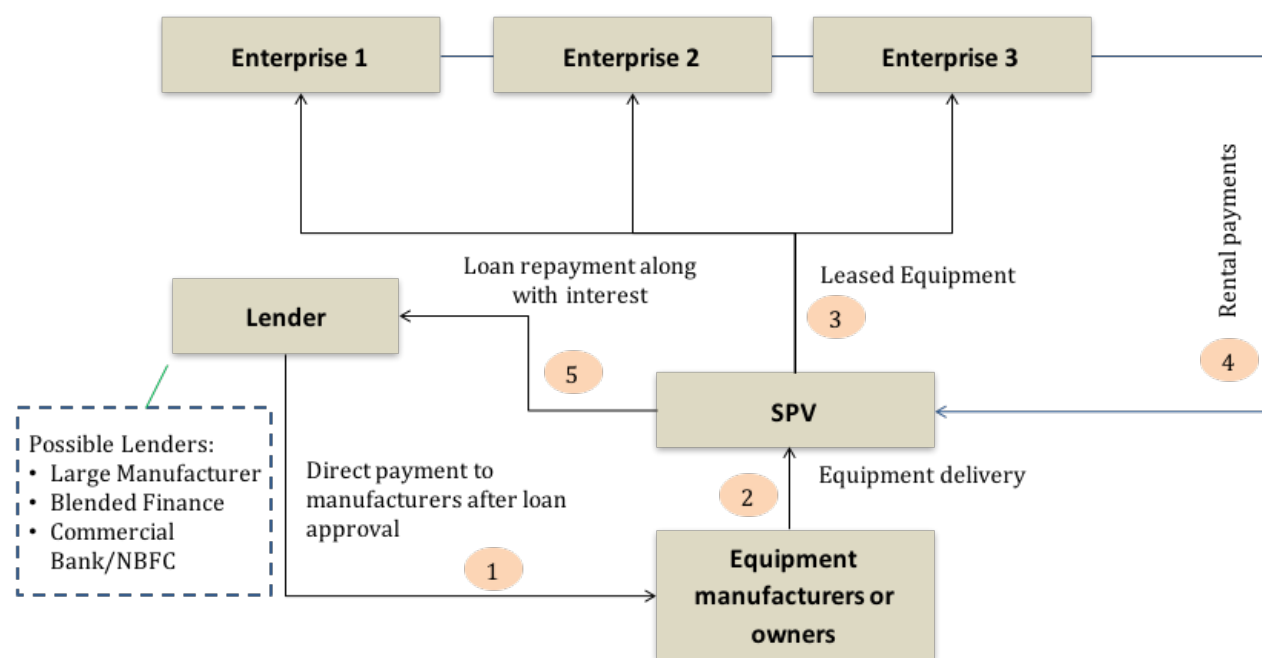 Enterprise 1
Enterprise 2
Enterprise 3
Rental payments
4
Loan repayment along
with interest
Leased Equipment
3
Lender
5
SPV
Possible Lenders:
• Large Manufacturer
• Blended Finance
• Commercial
Bank/NBFC
Direct payment to
manufacturers after loan
approval
1
Equipment delivery
2
Equipment
manufacturers or
owners